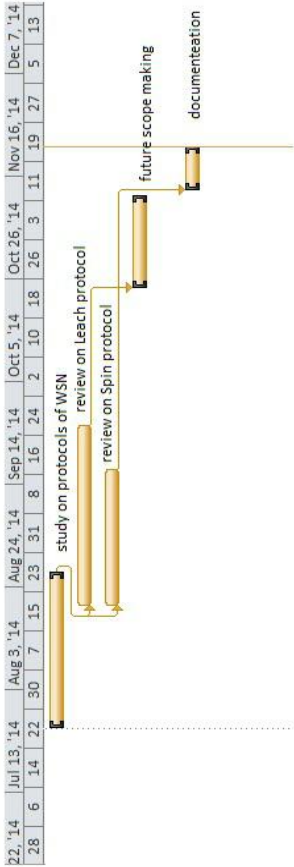 22, '14 Jul 13, '14 Aug 3, '14 Aug 24, '14 Sep 14, '14 Oct 5, '14 Oct 26, '14 Nov 16, '14 Dec 7, '14
28 6 14 22 30 7 15 23 31 8 16 24 2 10 18 26 3 11 19 27 5 13
study on protocols of WSN
review on Leach protocol
review on Spin protocol
future scope making
documenteation